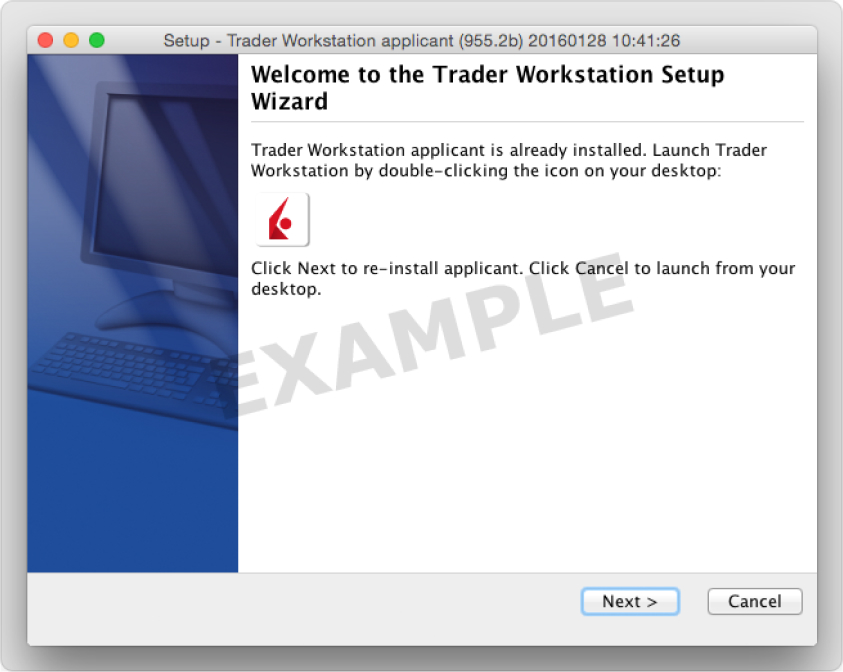 Setup - Trader Workstation applicant (955.2b) 20160128 10:41:26
Welcome to the Trader Workstation Setup
Wizard
Trader Workstation applicant is already installed. Launch Trader
Workstation by double-clicking the icon on your desktop:
Click Next to re-install applicant. Click Cancel to launch from your
desktop.
EXAMPLE
Next >
Cancel